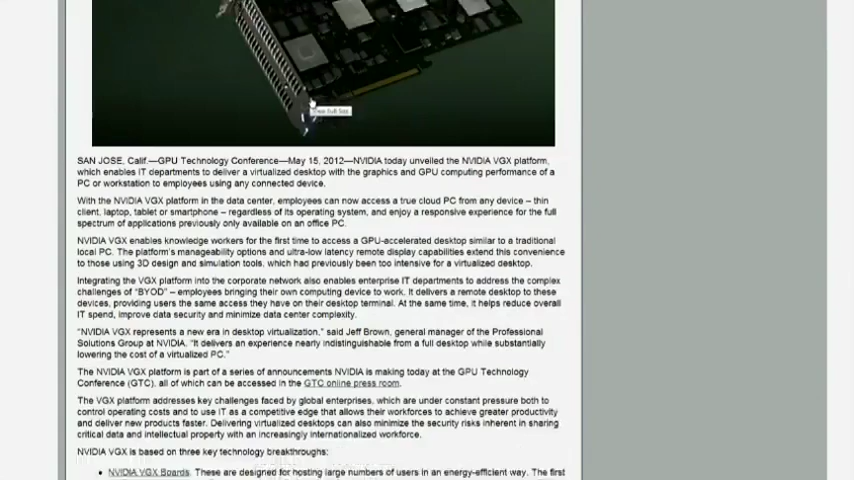 View full size
SAN JOSE, Calif.—GPU Technology Conference—May 15, 2012—NVIDIA today unveiled the NVIDIA VGX platform,
which enables IT departments to deliver a virtualized desktop with the graphics and GPU computing performance of a
PC or workstation to employees using any connected device.
With the NVIDIA VGX platform in the data center, employees can now access a true cloud PC from any device – thin
client, laptop, tablet or smartphone – regardless of its operating system, and enjoy a responsive experience for the full
spectrum of applications previously only available on an office PC.
NVIDIA VGX enables knowledge workers for the first time to access a GPU-accelerated desktop similar to a traditional
local PC. The platform's manageability options and ultra-low latency remote display capabilities extend this convenience
to those using 3D design and simulation tools, which had previously been too intensive for a virtualized desktop.
Integrating the VGX platform into the corporate network also enables enterprise IT departments to address the complex
challenges of "BYOD" – employees bringing their own computing device to work. It delivers a remote desktop to these
devices, providing users the same access they have on their desktop terminal. At the same time, it helps reduce overall
IT spend, improve data security and minimize data center complexity.
"NVIDIA VGX represents a new era in desktop virtualization," said Jeff Brown, general manager of the Professional
Solutions Group at NVIDIA. "It delivers an experience nearly indistinguishable from a full desktop while substantially
lowering the cost of a virtualized PC."
The NVIDIA VGX platform is part of a series of announcements NVIDIA is making today at the GPU Technology
Conference (GTC), all of which can be accessed in the GTC online press room.
The VGX platform addresses key challenges faced by global enterprises, which are under constant pressure both to
control operating costs and to use IT as a competitive edge that allows their workforces to achieve greater productivity
and deliver new products faster. Delivering virtualized desktops can also minimize the security risks inherent in sharing
critical data and intellectual property with an increasingly internationalized workforce.
NVIDIA VGX is based on three key technology breakthroughs:
• NVIDIA VGX Boards. These are designed for hosting large numbers of users in an energy-efficient way. The first